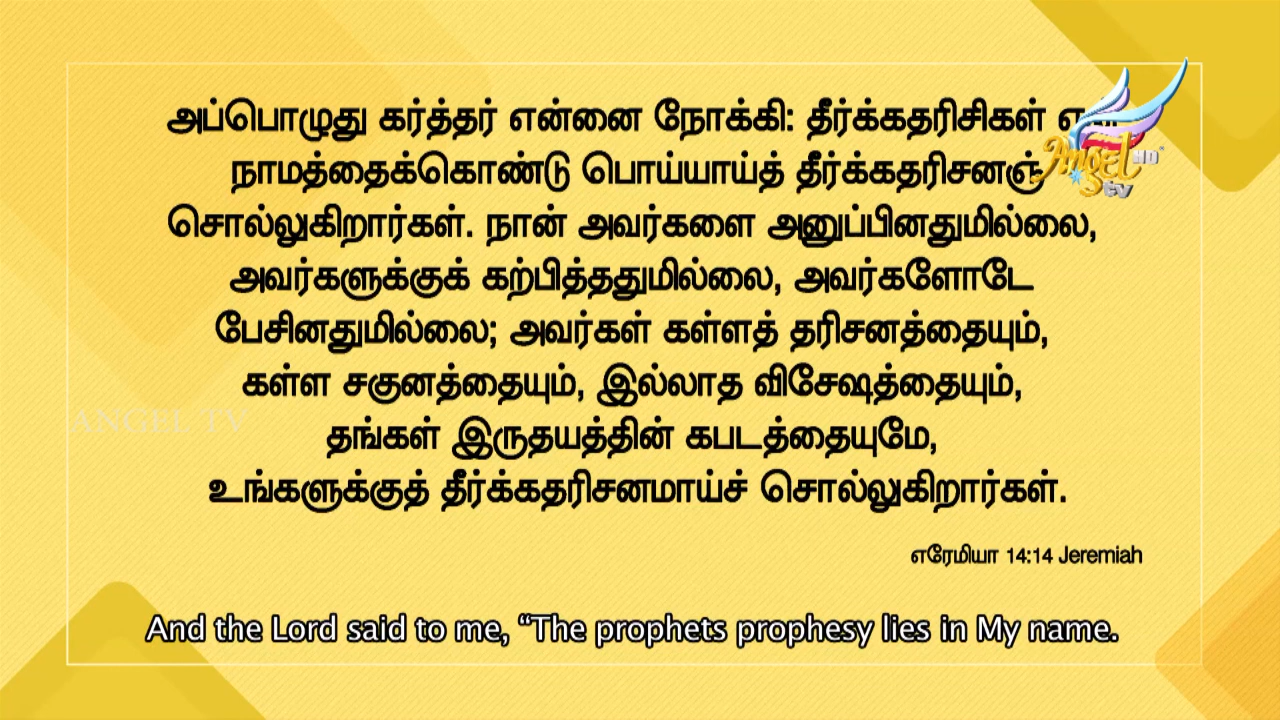 அப்பொழுது கர்த்தர் என்னை நோக்கி: தீர்க்கதரிசிகள்
நாமத்தைக்கொண்டு பொய்யாய்த் தீர்க்கதரிசனஞ்
சொல்லுகிறார்கள். நான் அவர்களை அனுப்பினதுமில்லை,
அவர்களுக்குக் கற்பித்ததுமில்லை, அவர்களோடே
பேசினதுமில்லை; அவர்கள் கள்ளத் தரிசனத்தையும்,
கள்ள சகுனத்தையும், இல்லாத விசேஷத்தையும்,
தங்கள் இருதயத்தின் கபடத்தையுமே,
உங்களுக்குத் தீர்க்கதரிசனமாய்ச் சொல்லுகிறார்கள்.
எரேமியா 14:14 Jeremiah
And the Lord said to me, “The prophets prophesy lies in My name.
Angel HD
tv
ANGEL TV